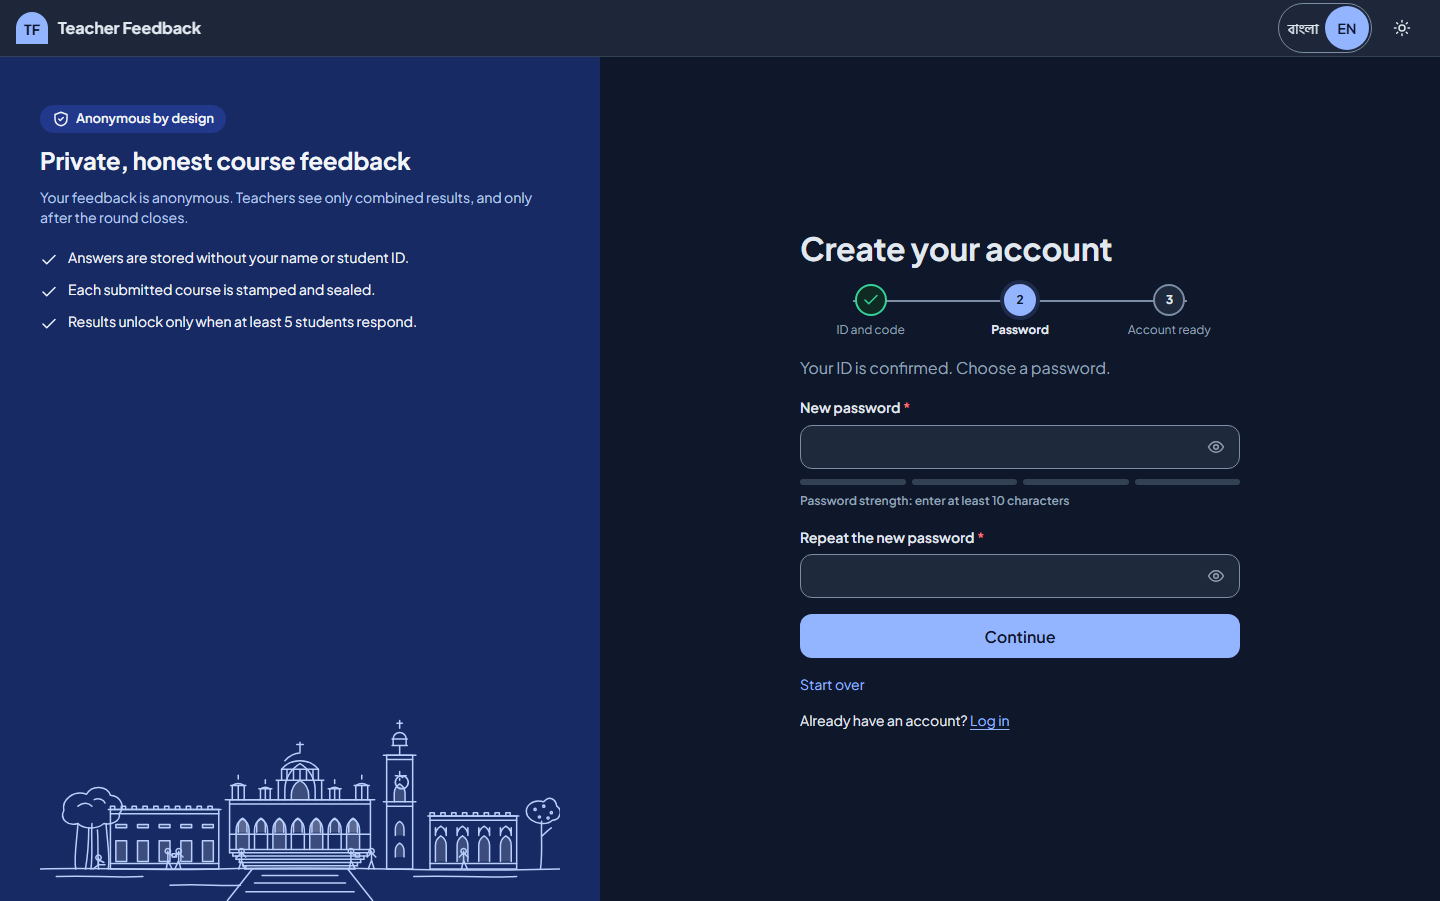 TF Teacher Feedback
বাংলা EN
Anonymous by design
Private, honest course feedback
Your feedback is anonymous. Teachers see only combined results, and only
after the round closes.
Answers are stored without your name or student ID.
Each submitted course is stamped and sealed.
Results unlock only when at least 5 students respond.
Create your account
2 3
ID and code Password Account ready
Your ID is confirmed. Choose a password.
New password *
Password strength: enter at least 10 characters
Repeat the new password *
Continue
Start over
Already have an account? Log in